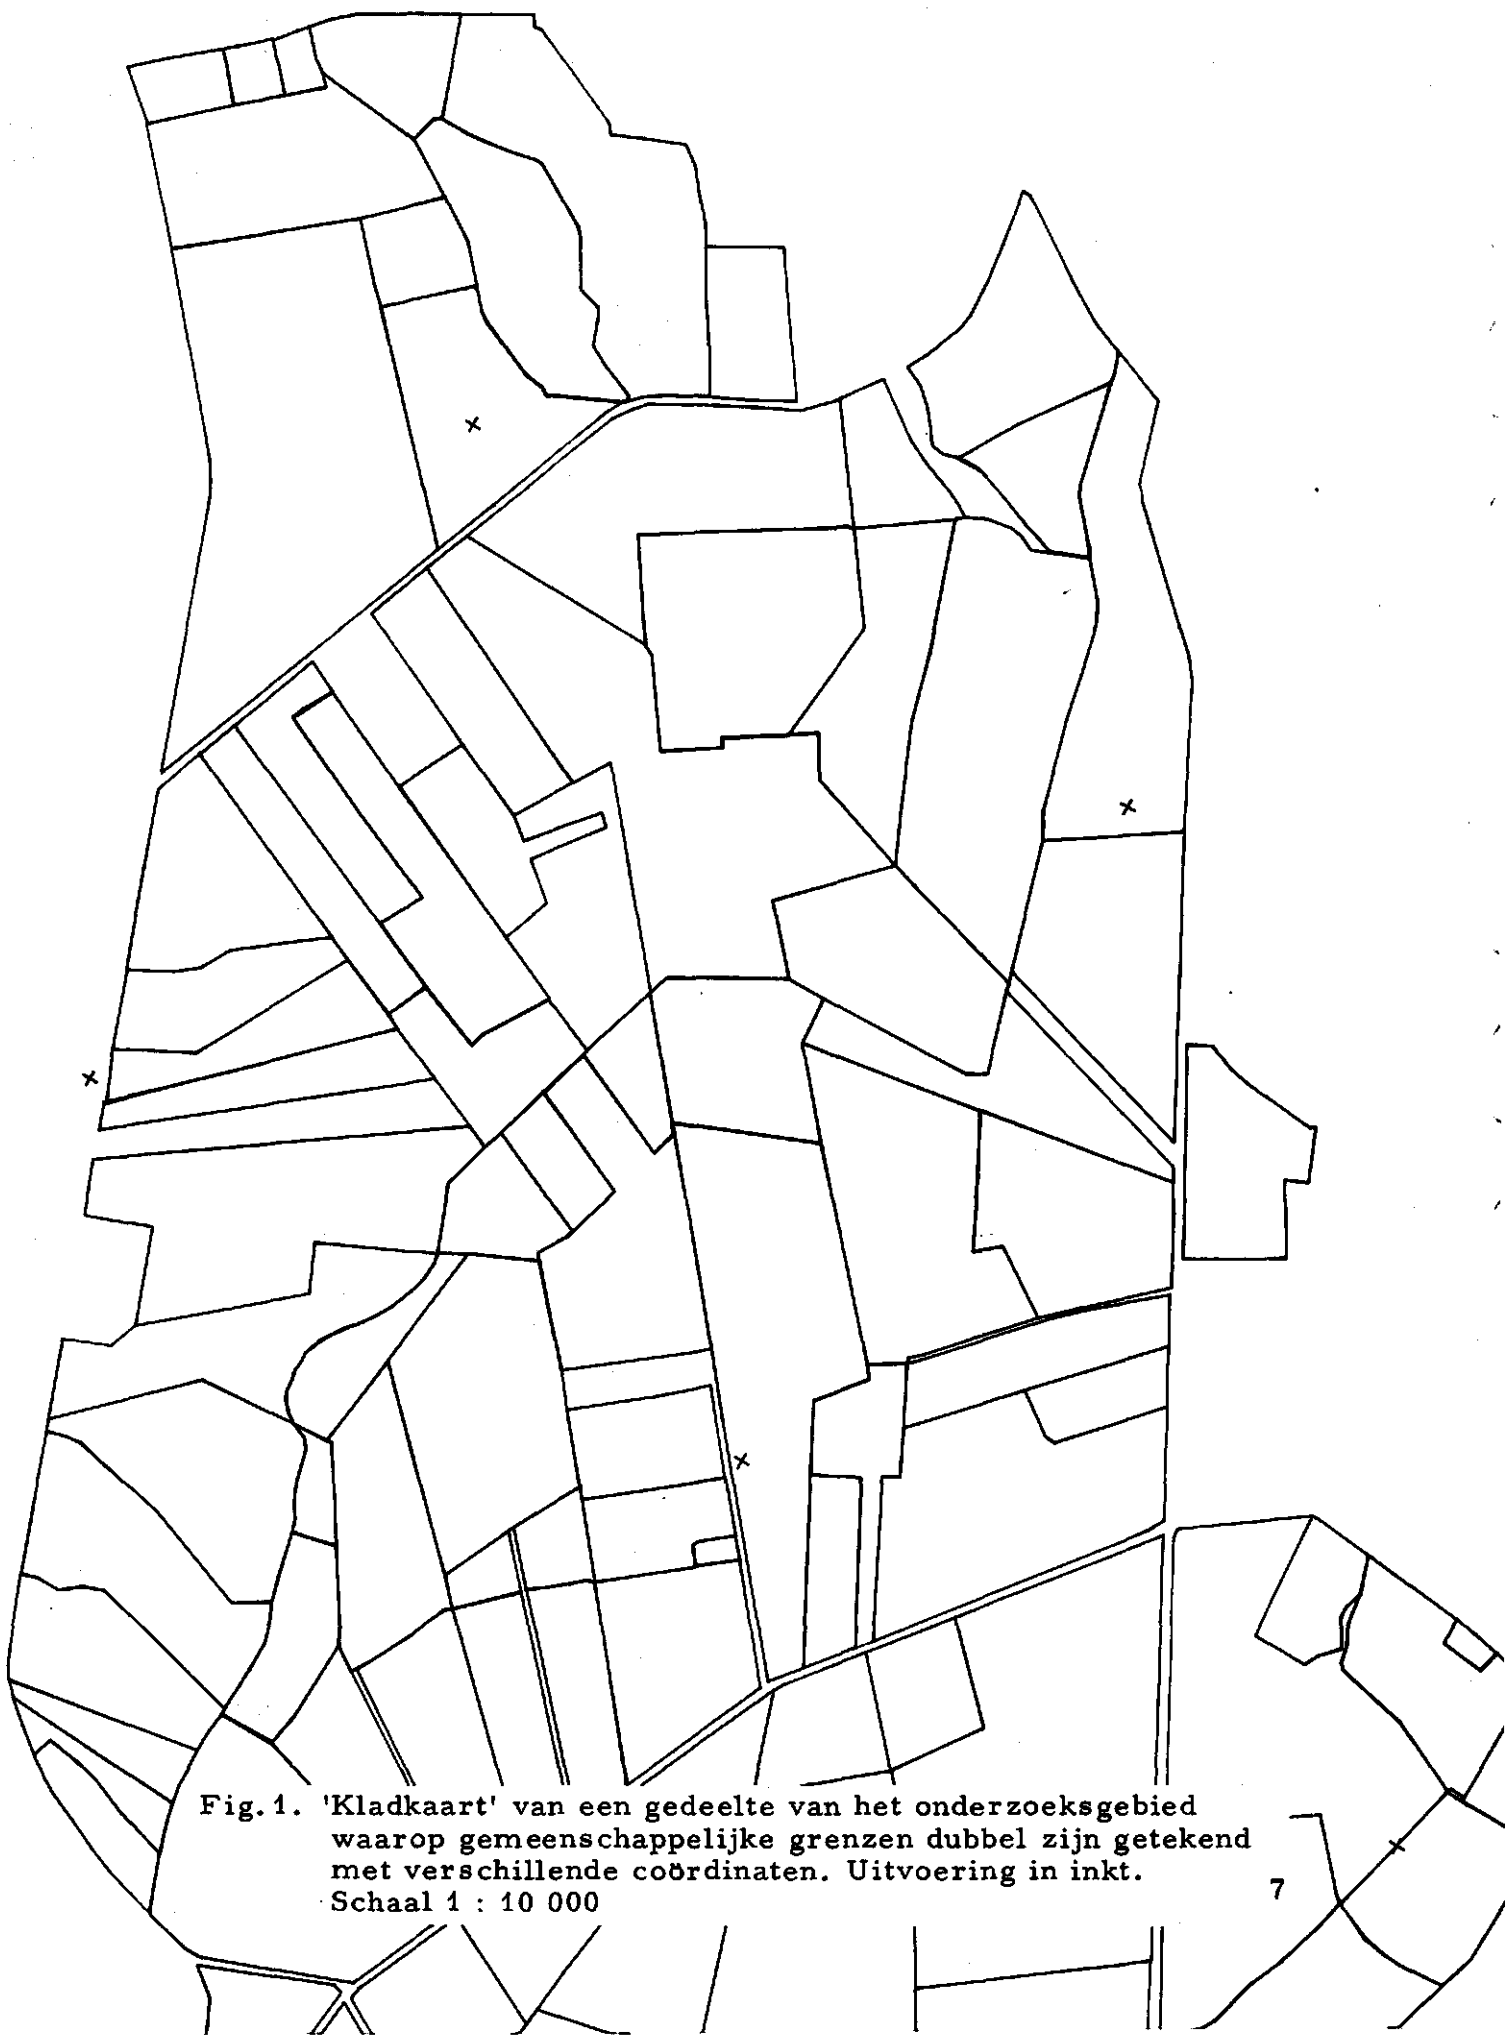 Fig. 1. 'Kladkaart' van een gedeelte van het onderzoeksgebied
waarop gemeenschappelijke grenzen dubbel zijn getekend
met verschillende coördinaten. Uitvoering in inkt.
Schaal 1 : 10 000
7